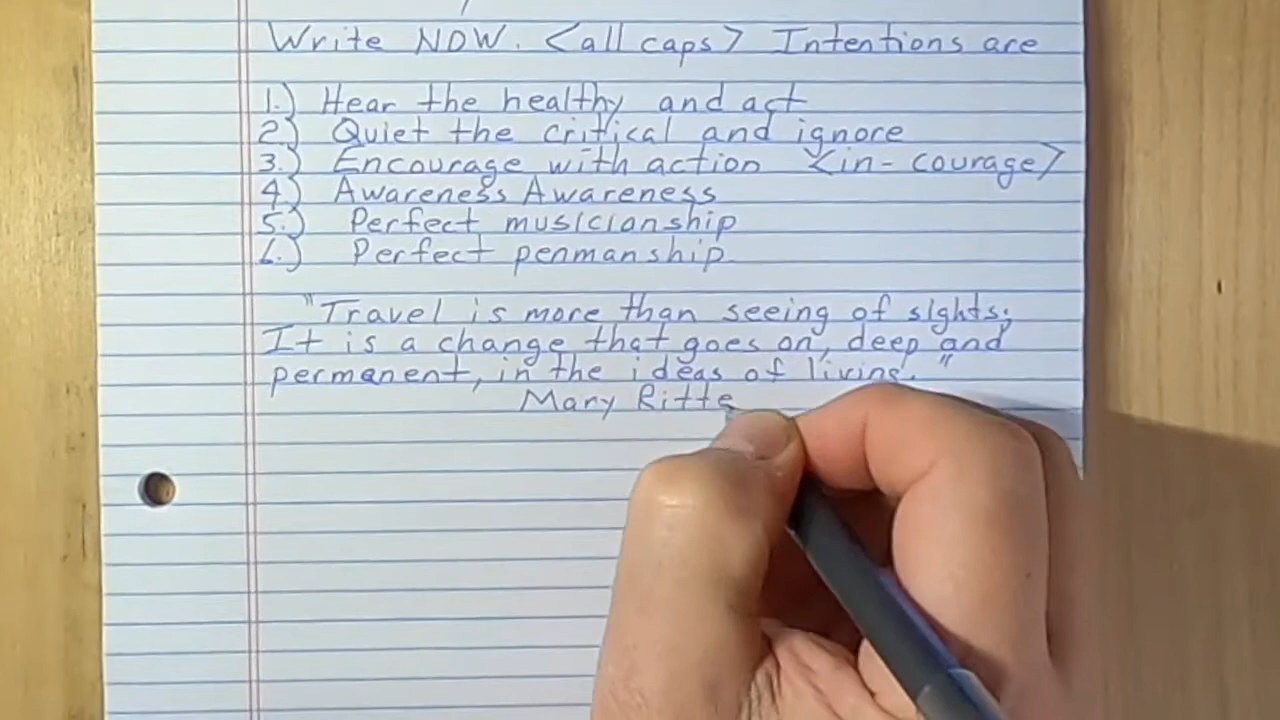 Write NOW. <all caps> Intentions are
1.) Hear the healthy and act
2.) Quiet the critical and ignore
3.) Encourage with action <in-courage>
4.) Awareness Awareness
5.) Perfect musicianship
6.) Perfect penmanship
"Travel is more than seeing of sights;
It is a change that goes on, deep and
permanent, in the ideas of living."
Mary Ritte